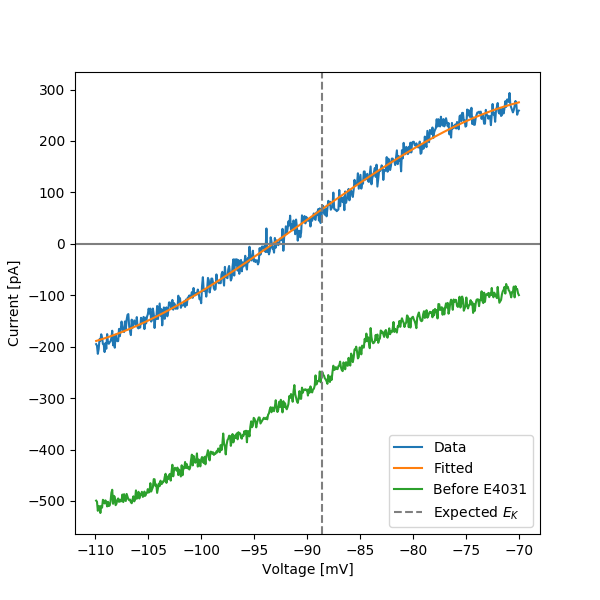 300
200
100
0
−100
−200
−300
−400
−500
Current [pA]
−110 −105 −100 −95 −90 −85 −80 −75 −70
Voltage [mV]
Data
Fitted
Before E4031
Expected E_K